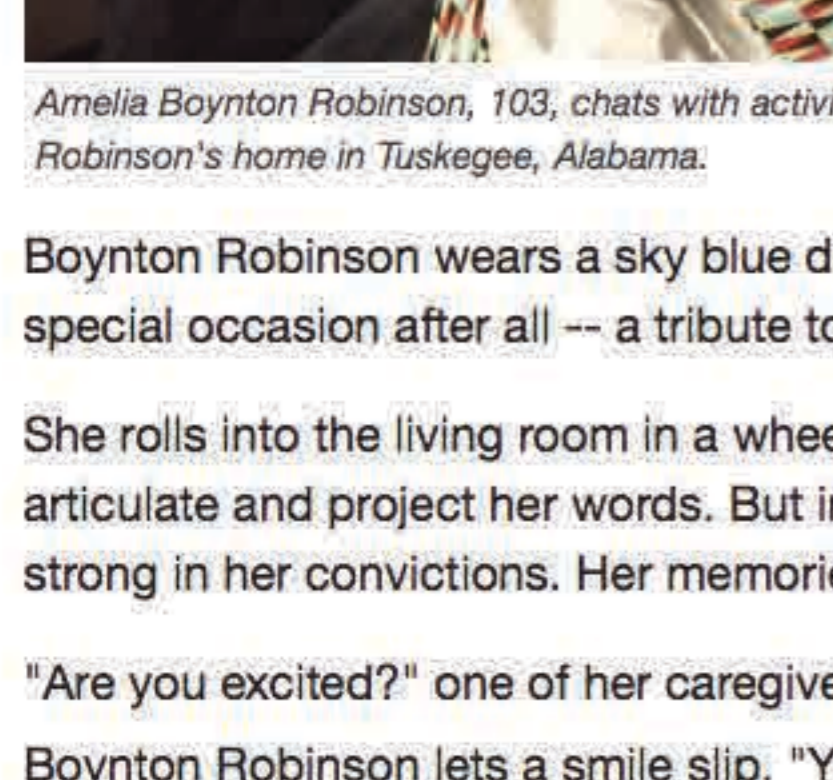 Amelia Boynton Robinson, 103, chats with activi
Robinson's home in Tuskegee, Alabama.
Boynton Robinson wears a sky blue d
special occasion after all -- a tribute to
She rolls into the living room in a whee
articulate and project her words. But i
strong in her convictions. Her memorie
"Are you excited?" one of her caregive
Boynton Robinson lets a smile slip. "Y